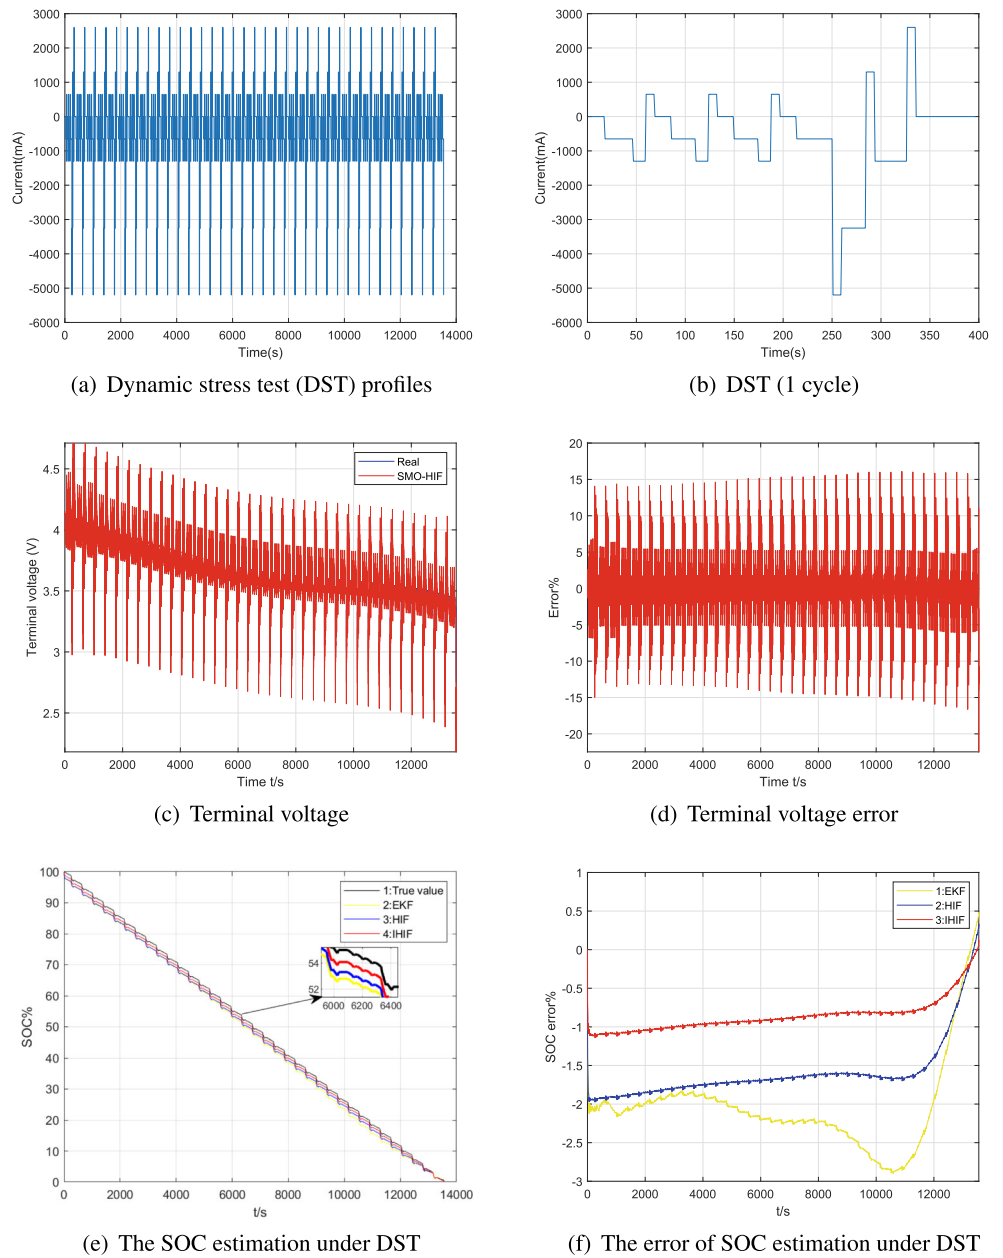 3000
2000
1000
0
-1000
-2000
-3000
-4000
-5000
-6000
Current(mA)
0 2000 4000 6000 8000 10000 12000 14000
Time(s)
(a) Dynamic stress test (DST) profiles
3000
2000
1000
0
-1000
-2000
-3000
-4000
-5000
-6000
Current(mA)
0 50 100 150 200 250 300 350 400
Time(s)
(b) DST (1 cycle)
4.5
4
3.5
3
2.5
Terminal voltage (V)
Real
SMO-HIF
0 2000 4000 6000 8000 10000 12000
Time t/s
(c) Terminal voltage
20
15
10
5
0
-5
-10
-15
-20
Error%
0 2000 4000 6000 8000 10000 12000
Time t/s
(d) Terminal voltage error
100
90
80
70
60
50
40
30
20
10
0
SOC%
1:True value
2:EKF
3:HIF
4:IHIF
54
52
6000 6200 6400
0 2000 4000 6000 8000 10000 12000 14000
t/s
(e) The SOC estimation under DST
1
0.5
0
-0.5
-1
-1.5
-2
-2.5
-3
SOC error%
1:EKF
2:HIF
3:IHIF
0 2000 4000 6000 8000 10000 12000
t/s
(f) The error of SOC estimation under DST